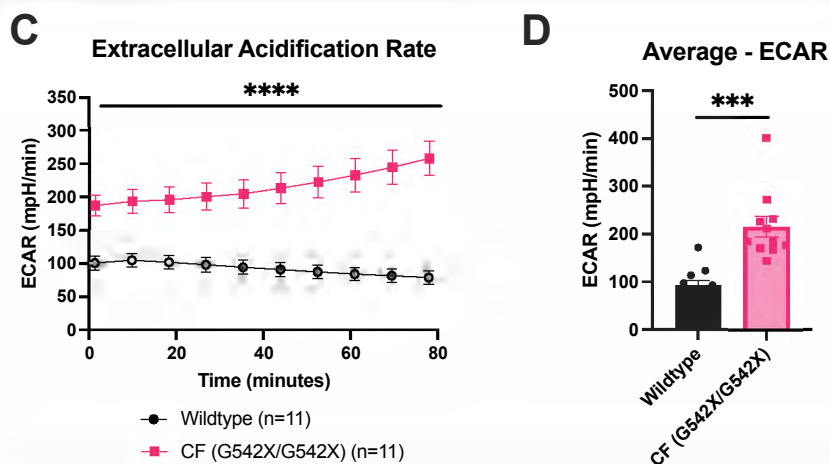 C
Extracellular Acidification Rate
****
350
300
250
200
150
100
50
0
ECAR (mpH/min)
0 20 40 60 80
Time (minutes)
Wildtype (n=11)
CF (G542X/G542X) (n=11)
D
Average - ECAR
***
500
400
300
200
100
0
ECAR (mpH/min)
Wildtype
CF (G542X/G542X)